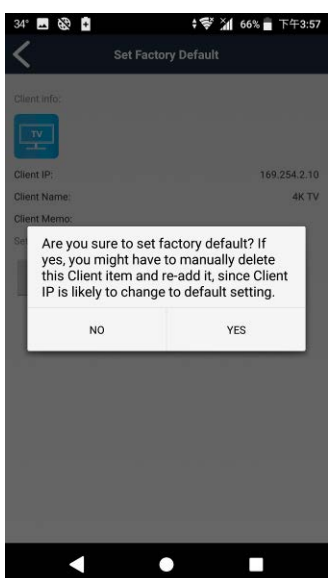 34° 66% 下午3:57
Set Factory Default
Client info:
TV
Client IP: 169.254.2.10
Client Name: 4K TV
Client Memo:
Are you sure to set factory default? If
yes, you might have to manually delete
this Client item and re-add it, since Client
IP is likely to change to default setting.
NO YES